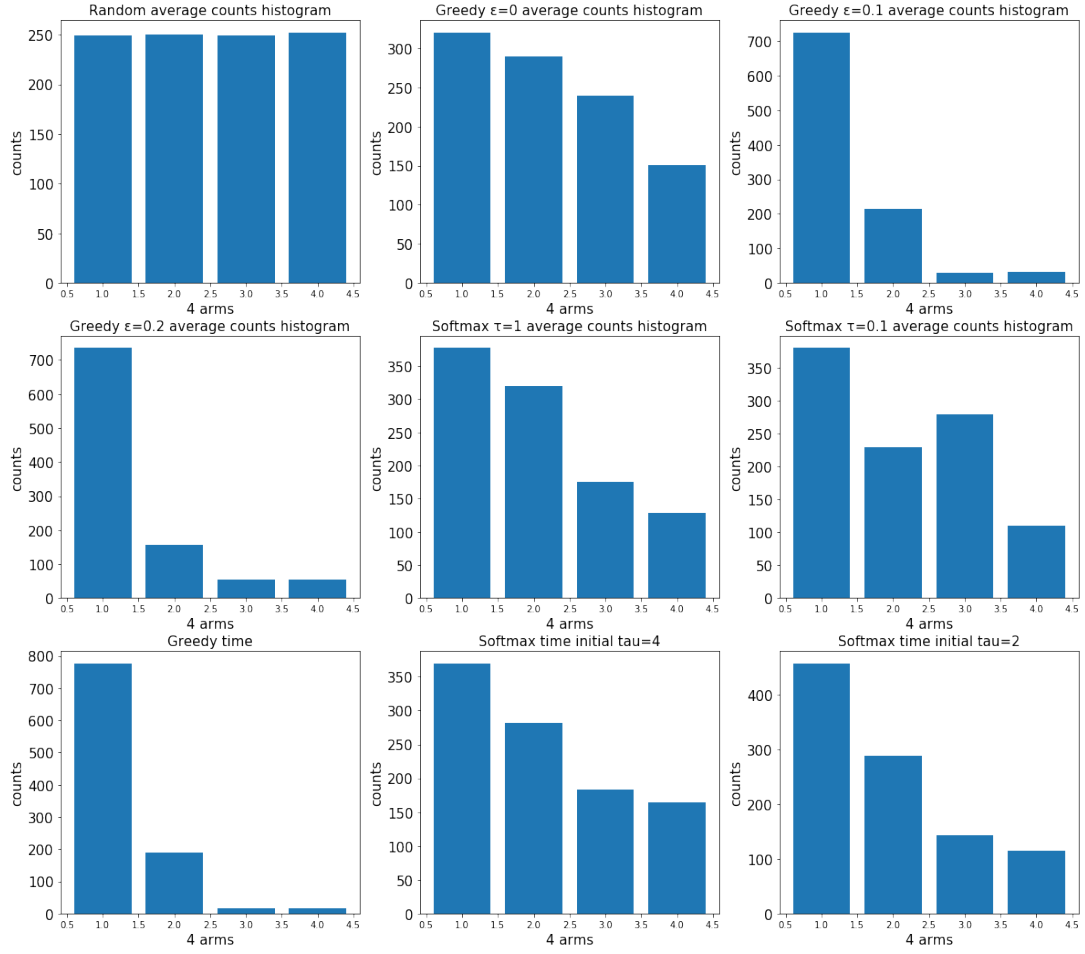 Random average counts histogram
250
200
150
100
50
0
counts
0.5 1.0 1.5 2.0 2.5 3.0 3.5 4.0 4.5
4 arms
Greedy ε=0 average counts histogram
300
250
200
150
100
50
0
counts
0.5 1.0 1.5 2.0 2.5 3.0 3.5 4.0 4.5
4 arms
Greedy ε=0.1 average counts histogram
700
600
500
400
300
200
100
0
counts
0.5 1.0 1.5 2.0 2.5 3.0 3.5 4.0 4.5
4 arms
Greedy ε=0.2 average counts histogram
700
600
500
400
300
200
100
0
counts
0.5 1.0 1.5 2.0 2.5 3.0 3.5 4.0 4.5
4 arms
Softmax τ=1 average counts histogram
350
300
250
200
150
100
50
0
counts
0.5 1.0 1.5 2.0 2.5 3.0 3.5 4.0 4.5
4 arms
Softmax τ=0.1 average counts histogram
350
300
250
200
150
100
50
0
counts
0.5 1.0 1.5 2.0 2.5 3.0 3.5 4.0 4.5
4 arms
Greedy time
800
700
600
500
400
300
200
100
0
counts
0.5 1.0 1.5 2.0 2.5 3.0 3.5 4.0 4.5
4 arms
Softmax time initial tau=4
350
300
250
200
150
100
50
0
counts
0.5 1.0 1.5 2.0 2.5 3.0 3.5 4.0 4.5
4 arms
Softmax time initial tau=2
400
300
200
100
0
counts
0.5 1.0 1.5 2.0 2.5 3.0 3.5 4.0 4.5
4 arms